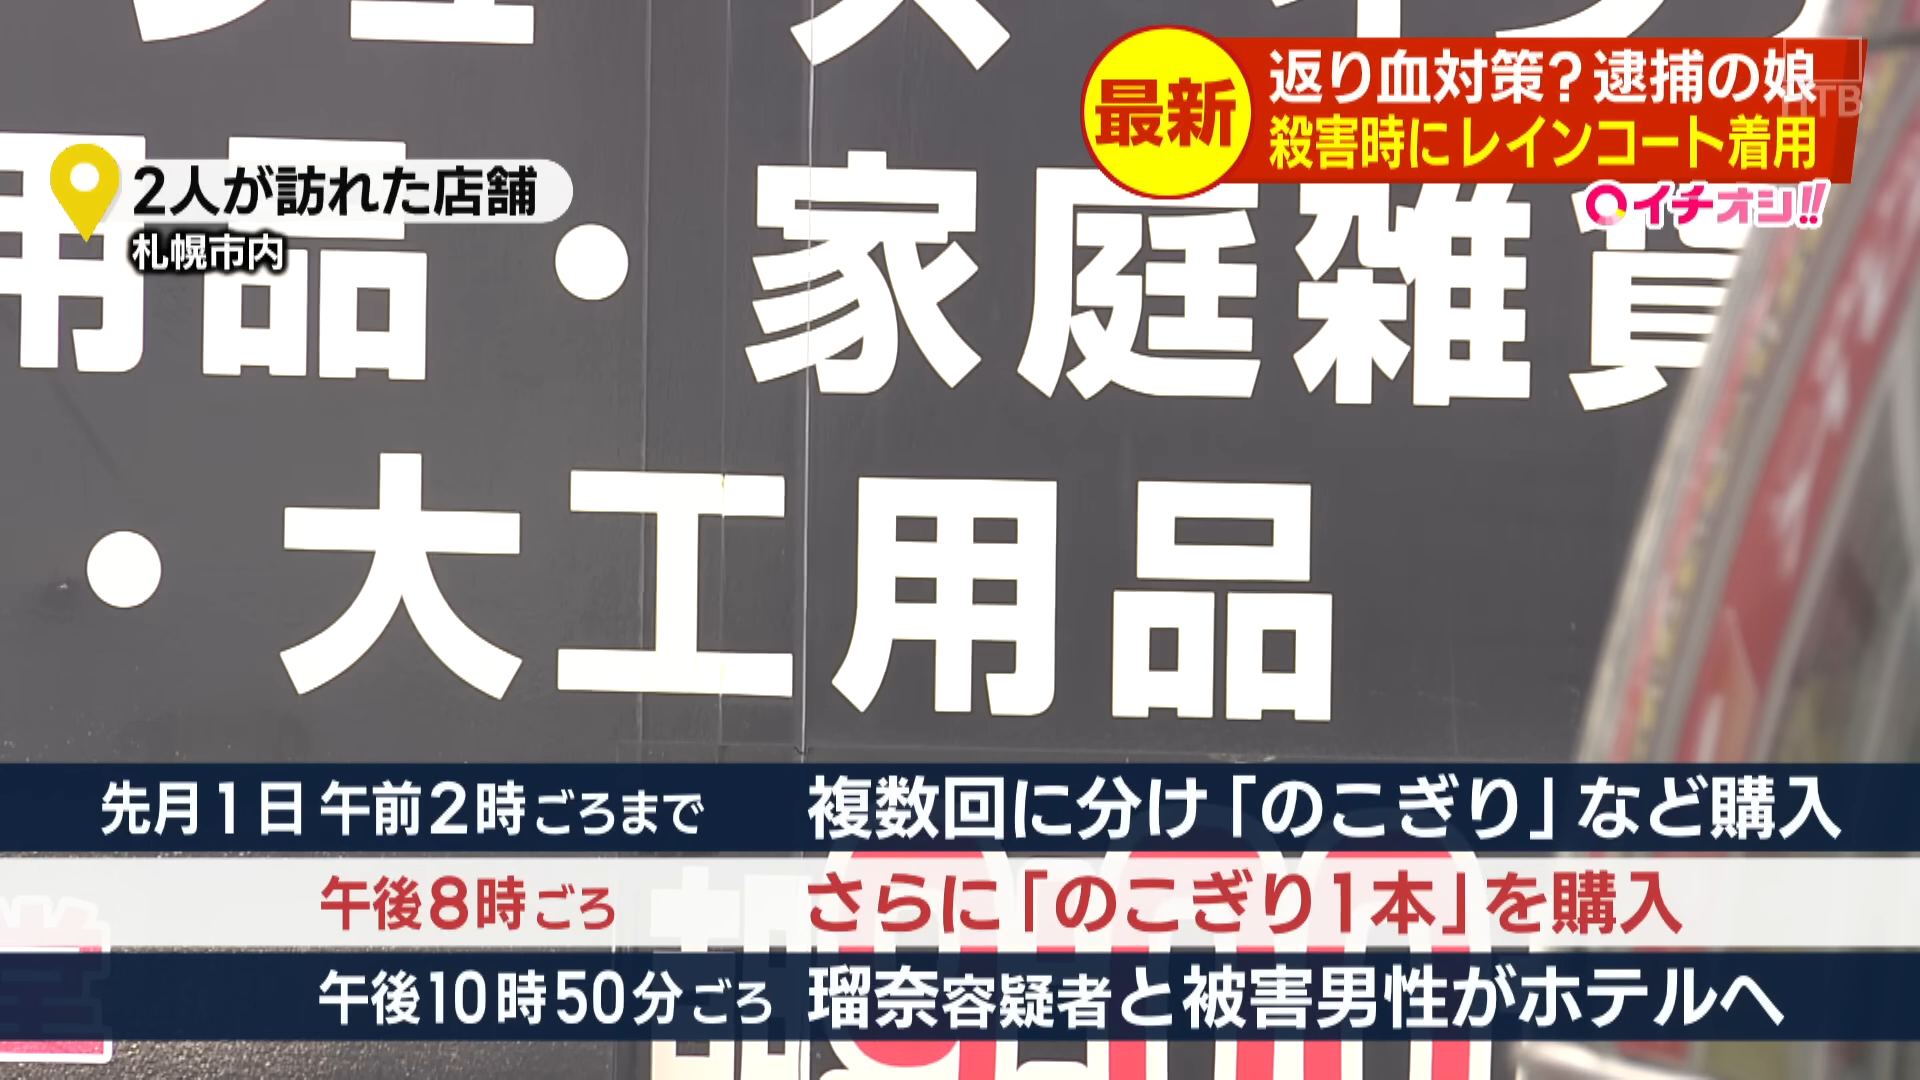 最新
返り血対策?逮捕の娘
殺害時にレインコート着用
HTB
イチオシ!!
2人が訪れた店舗
札幌市内
用品・家庭雑貨
・大工用品
先月1日 午前2時ごろまで 複数回に分け「のこぎり」など購入
午後8時ごろ さらに「のこぎり1本」を購入
午後10時50分ごろ 瑠奈容疑者と被害男性がホテルへ